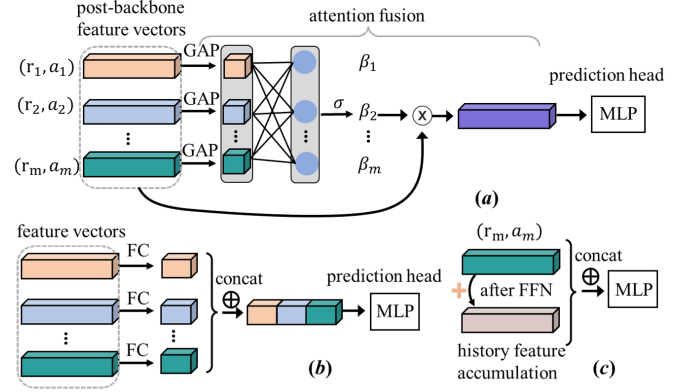 post-backbone
feature vectors
attention fusion
(r₁, a₁)
GAP
β₁
(r₂, a₂)
GAP
σ
β₂
x
prediction head
MLP
(rₘ, aₘ)
GAP
βₘ
(a)
feature vectors
FC
FC
FC
concat
prediction head
MLP
(b)
(rₘ, aₘ)
+ after FFN
concat
MLP
history feature
accumulation
(c)